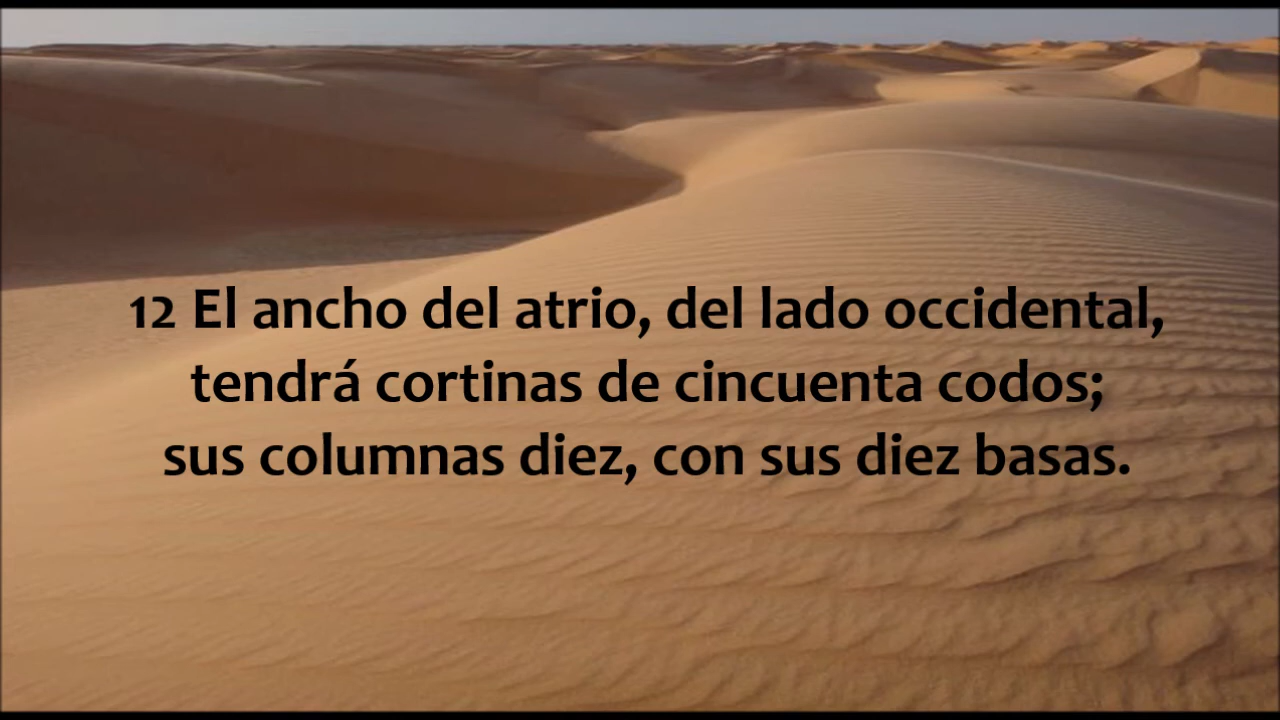 12 El ancho del atrio, del lado occidental,
tendrá cortinas de cincuenta codos;
sus columnas diez, con sus diez basas.